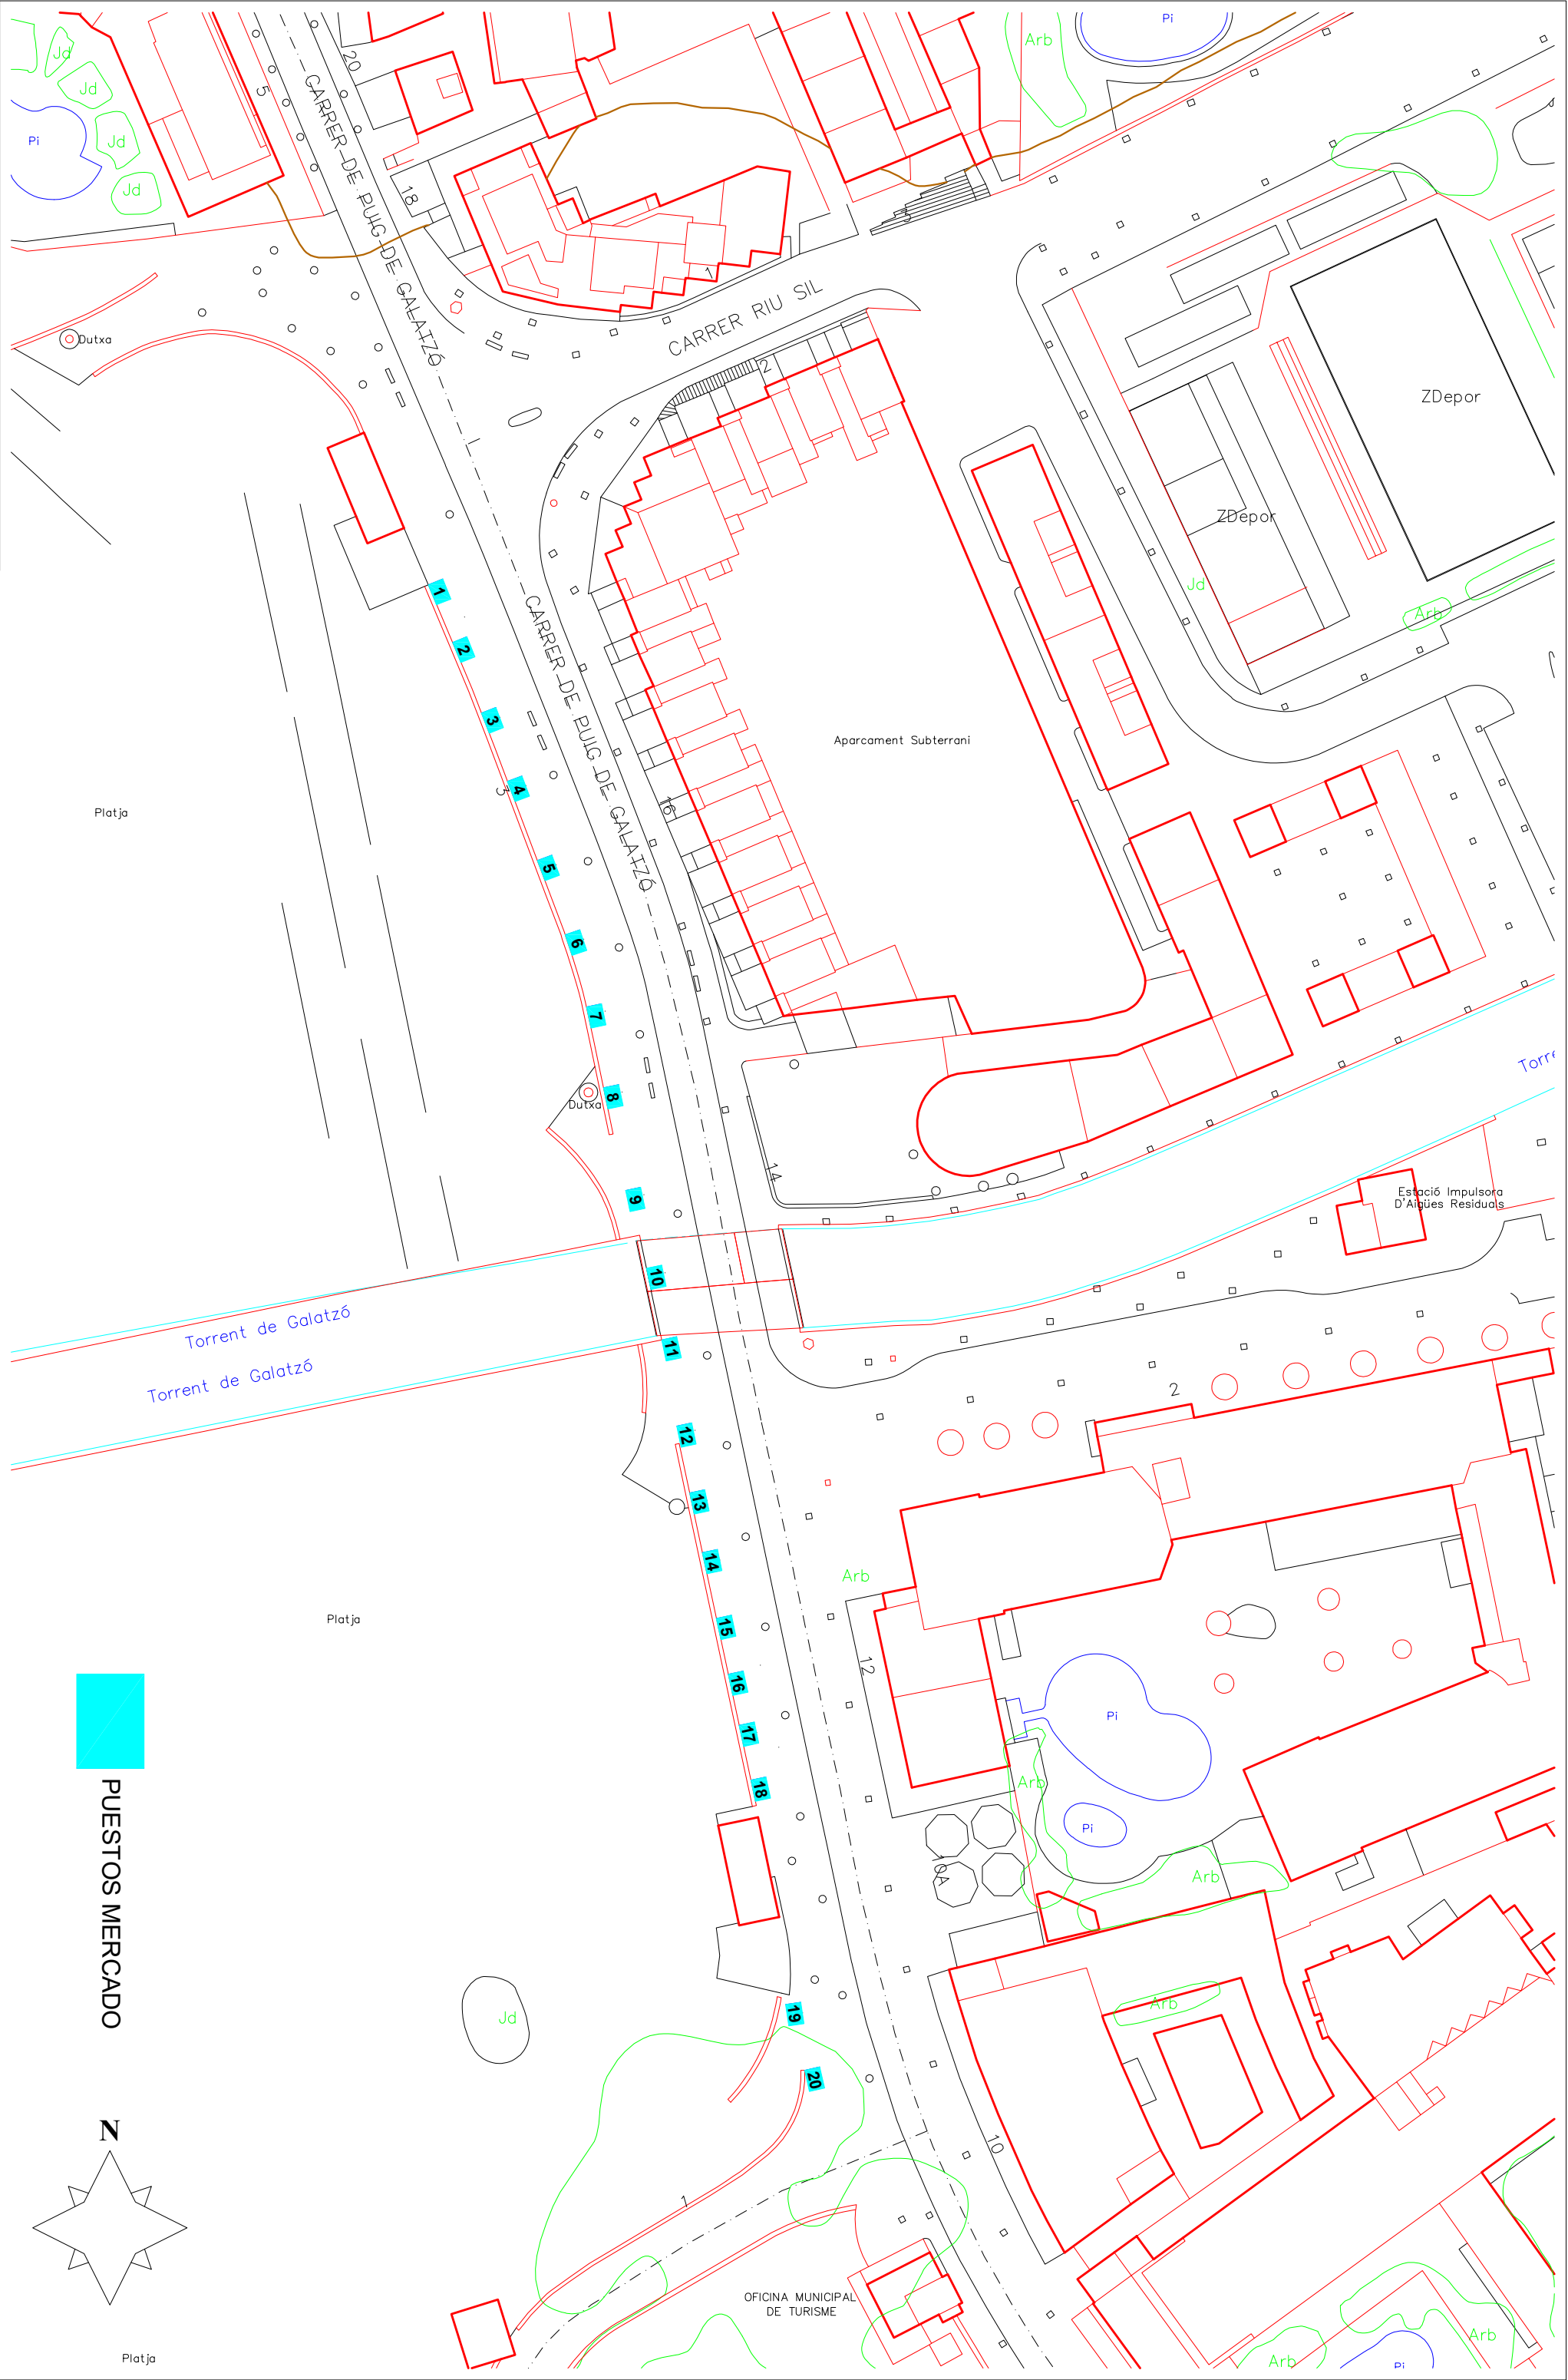 Pi
20
Arb
Jd
5
Jd
CARRER DE PUIG DE GALATZÓ
Pi
Jd
Jd
18
3
1
CARRER RIU SIL
Dutxa
2
ZDepor
ZDepor
Jd
1
Arb
CARRER DE PUIG DE GALATZÓ
2
3
Aparcament Subterrani
3
4
16
Platja
5
6
7
Torre
8
Dutxa
14
9
Estació Impulsora
D'Aigües Residuals
10
Torrent de Galatzó
11
Torrent de Galatzó
2
12
13
14
Arb
Platja
15
12
16
Pi
17
Arb
18
Pi
PUESTOS MERCADO
10A
Arb
Arb
19
Jd
20
N
10
1
OFICINA MUNICIPAL
DE TURISME
Arb
Platja
Arb
Pi